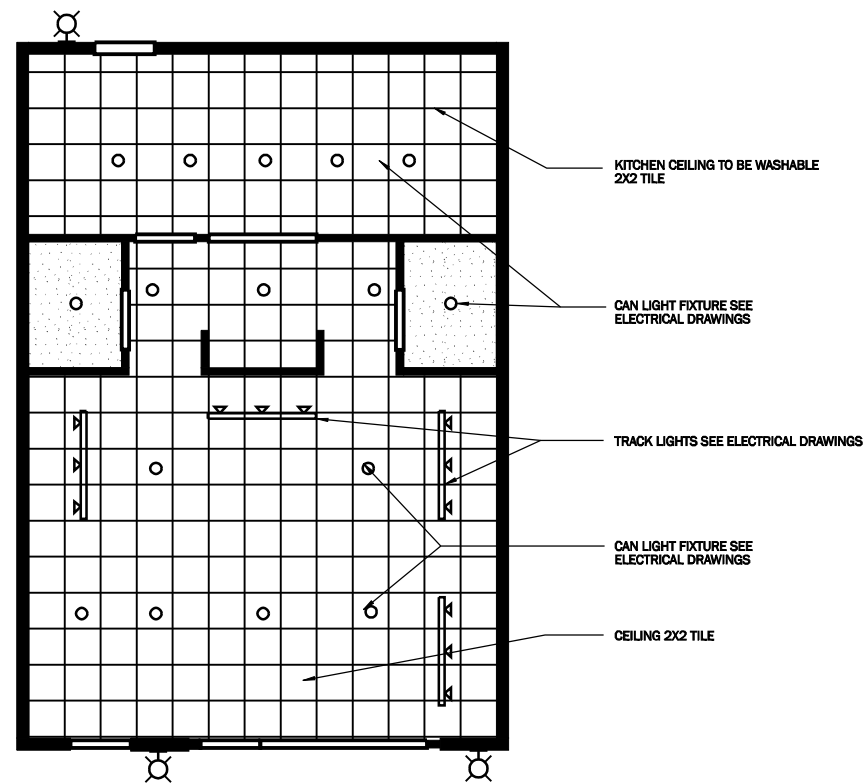 KITCHEN CEILING TO BE WASHABLE
2X2 TILE
CAN LIGHT FIXTURE SEE
ELECTRICAL DRAWINGS
TRACK LIGHTS SEE ELECTRICAL DRAWINGS
CAN LIGHT FIXTURE SEE
ELECTRICAL DRAWINGS
CEILING 2X2 TILE